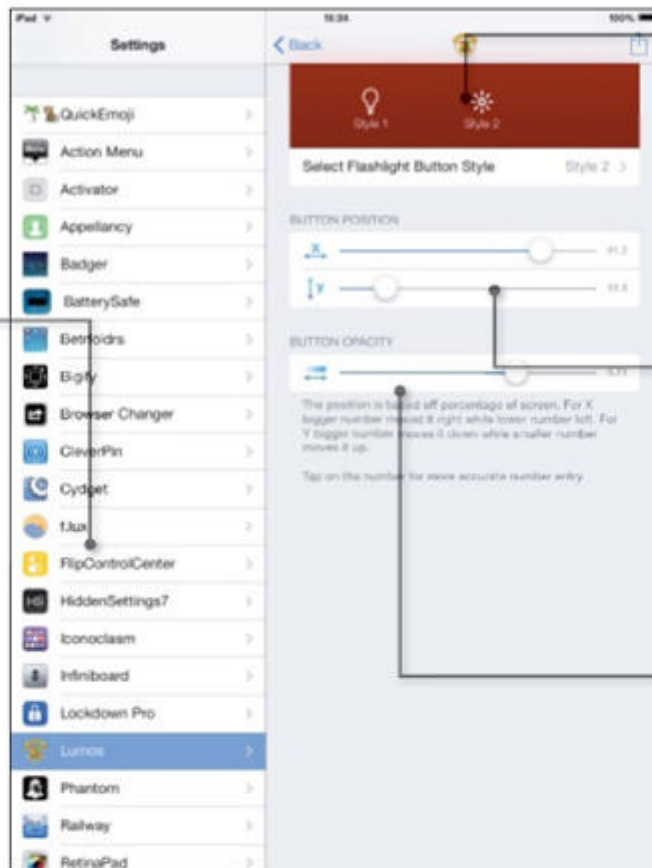 iPad
15:34
100%
Settings
Back
QuickEmoji
Action Menu
Activator
Appellancy
Badger
BatterySafe
Betrfoldrs
Bigify
Browser Changer
CleverPin
Cydget
f.lux
FlipControlCenter
HiddenSettings7
Iconoclasm
Infiniboard
Lockdown Pro
Lumos
Phantom
Railway
RetinaPad
Style 1 Style 2
Select Flashlight Button Style Style 2
BUTTON POSITION
X
Y
BUTTON OPACITY
The position is based off percentage of screen. For X
bigger number moved it right while lower number left. For
Y bigger number moves it down while smaller number
moves it up.
Tap on the number for more accurate number entry